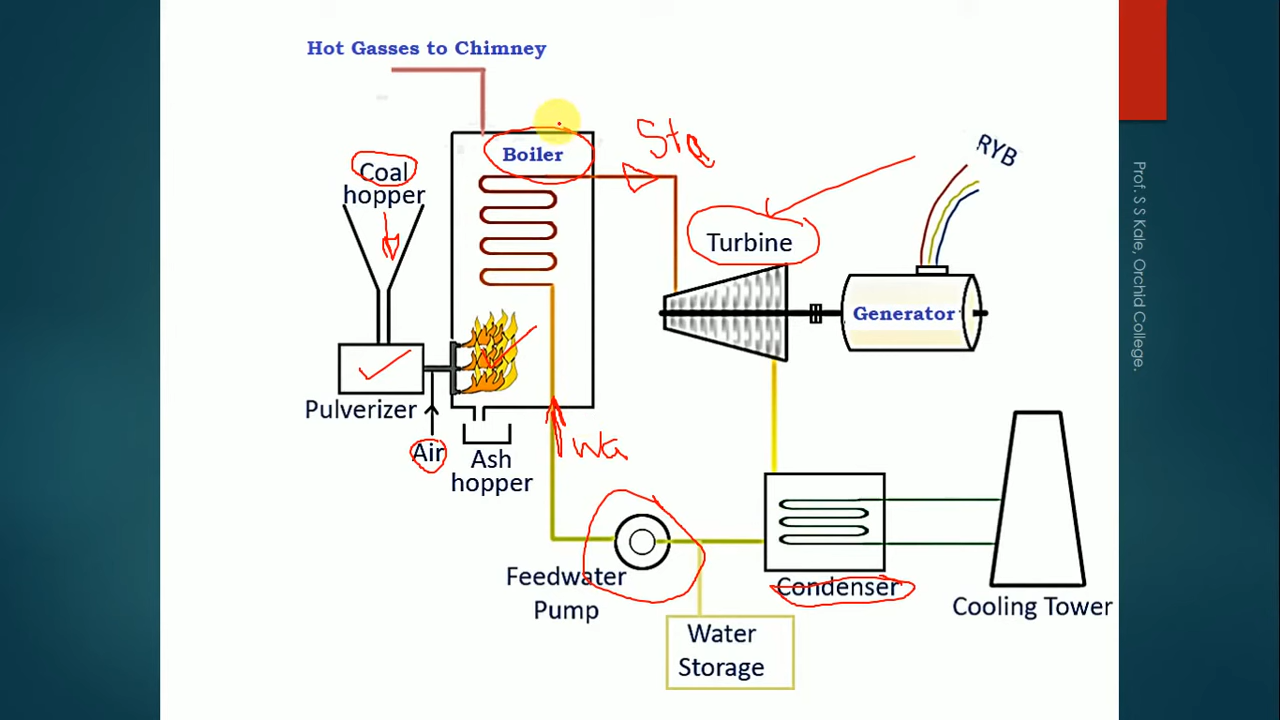 Hot Gasses to Chimney
Boiler
Ste
RYB
Coal
hopper
Turbine
Generator
Pulverizer
Air
Ash
hopper
Wa
Feedwater
Pump
Condenser
Cooling Tower
Water
Storage
Prof. S S Kale, Orchid College.